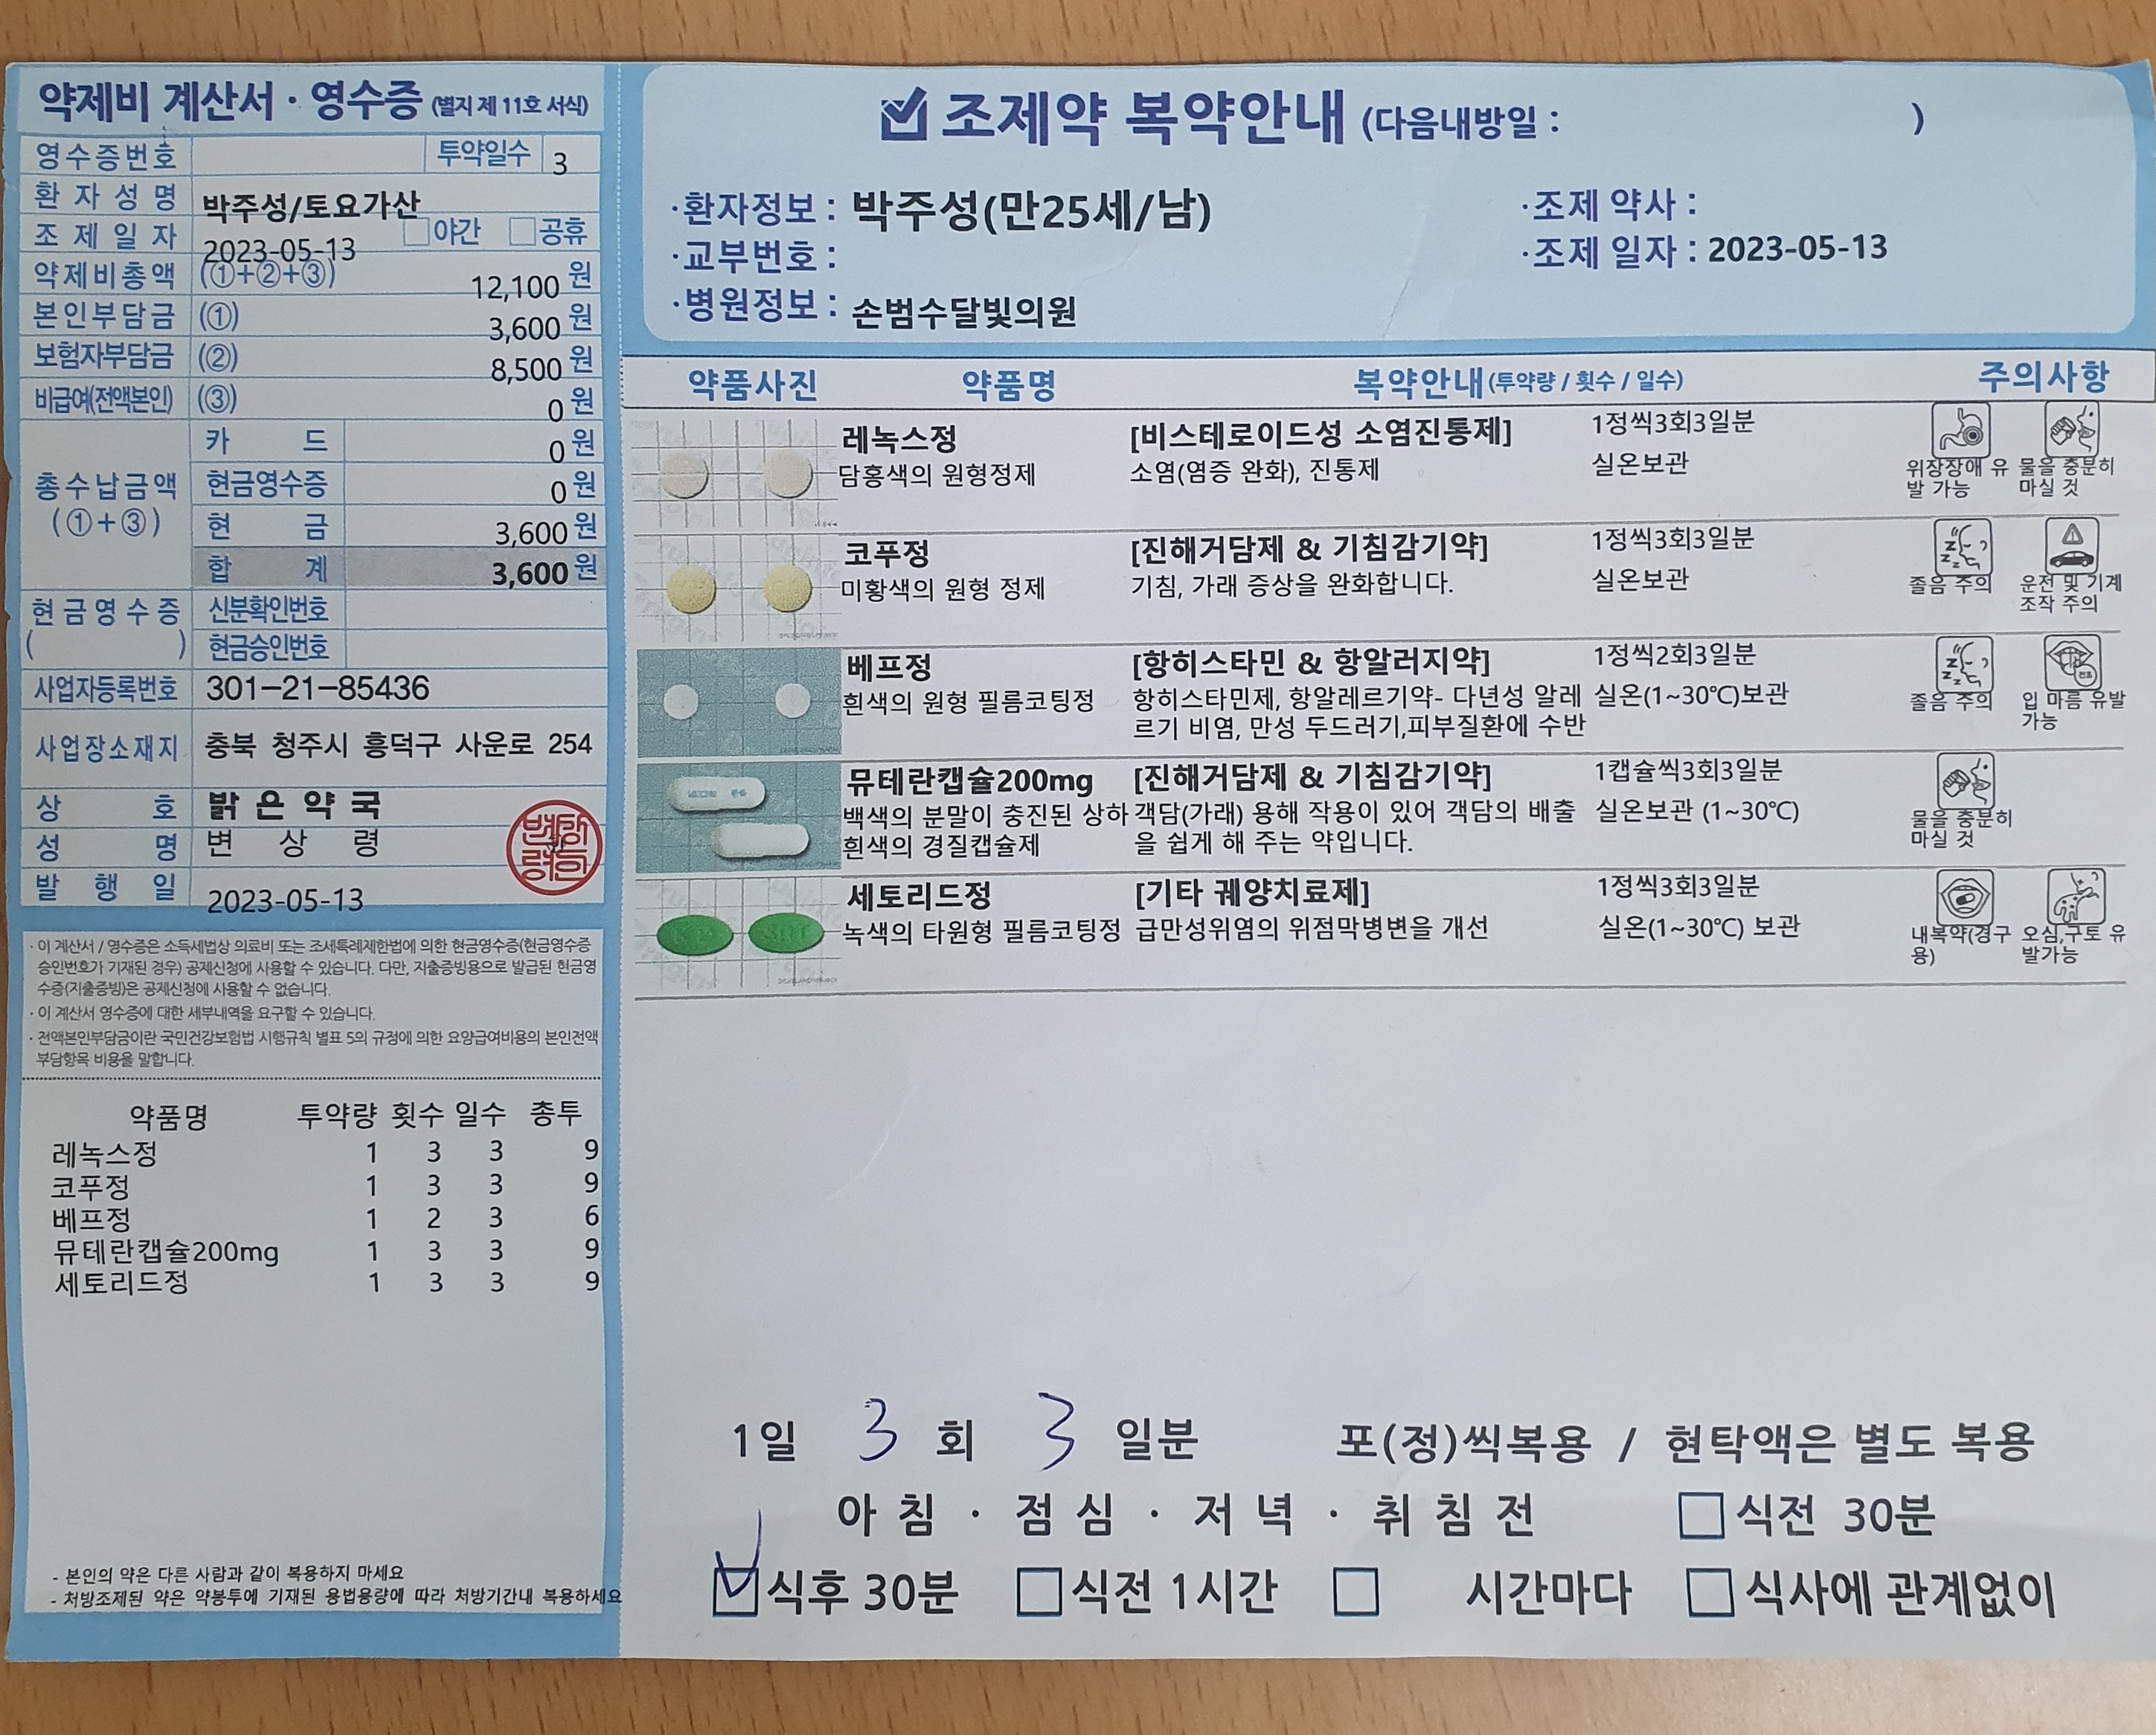 약제비 계산서 · 영수증 (별지 제 11호 서식)
영수증번호 투약일수 3
환자성명 박주성/토요가산
조제일자 2023-05-13 야간 공휴
약제비총액 (①+②+③) 12,100 원
본인부담금 (①) 3,600 원
보험자부담금 (②) 8,500 원
비급여(전액본인) (③) 0 원
총수납금액 (①+③)
카 드 0 원
현금영수증 0 원
현 금 3,600 원
합 계 3,600 원
현금영수증 ( )
신분확인번호
현금승인번호
사업자등록번호 301-21-85436
사업장소재지 충북 청주시 흥덕구 사운로 254
상 호 밝은약국
성 명 변 상 령
발 행 일 2023-05-13
· 이 계산서 / 영수증은 소득세법상 의료비 또는 조세특례제한법에 의한 현금영수증(현금영수증
승인번호가 기재된 경우) 공제신청에 사용할 수 있습니다. 다만, 지출증빙용으로 발급된 현금영
수증(지출증빙)은 공제신청에 사용할 수 없습니다.
· 이 계산서 영수증에 대한 세부내역을 요구할 수 있습니다.
· 전액본인부담금이란 국민건강보험법 시행규칙 별표 5의 규정에 의한 요양급여비용의 본인전액
부담항목 비용을 말합니다.
약품명 투약량 횟수 일수 총투
레녹스정 1 3 3 9
코푸정 1 3 3 9
베프정 1 2 3 6
뮤테란캡슐200mg 1 3 3 9
세토리드정 1 3 3 9
- 본인의 약은 다른 사람과 같이 복용하지 마세요
- 처방조제된 약은 약봉투에 기재된 용법용량에 따라 처방기간내 복용하세요
조제약 복약안내 (다음내방일 : )
·환자정보 : 박주성(만25세/남)
·조제 약사 :
·교부번호 :
·조제 일자 : 2023-05-13
·병원정보 : 손범수달빛의원
약품사진 약품명 복약안내(투약량 / 횟수 / 일수) 주의사항
레녹스정 [비스테로이드성 소염진통제] 1정씩3회3일분
담홍색의 원형정제 소염(염증 완화), 진통제 실온보관
위장장애 유발 가능
물을 충분히 마실 것
코푸정 [진해거담제 & 기침감기약] 1정씩3회3일분
미황색의 원형 정제 기침, 가래 증상을 완화합니다. 실온보관
졸음 주의
운전 및 기계조작 주의
베프정 [항히스타민 & 항알러지약] 1정씩2회3일분
흰색의 원형 필름코팅정 항히스타민제, 항알레르기약- 다년성 알레 실온(1~30℃)보관
르기 비염, 만성 두드러기,피부질환에 수반
졸음 주의
입 마름 유발 가능
뮤테란캡슐200mg [진해거담제 & 기침감기약] 1캡슐씩3회3일분
백색의 분말이 충진된 상하 객담(가래) 용해 작용이 있어 객담의 배출 실온보관 (1~30℃)
흰색의 경질캡슐제 을 쉽게 해 주는 약입니다.
물을 충분히 마실 것
세토리드정 [기타 궤양치료제] 1정씩3회3일분
녹색의 타원형 필름코팅정 급만성위염의 위점막병변을 개선 실온(1~30℃) 보관
내복약(경구용)
오심,구토 유발가능
1일 3 회 3 일분 포(정)씩복용 / 현탁액은 별도 복용
아침 · 점심 · 저녁 · 취침전 식전 30분
식후 30분 식전 1시간 시간마다 식사에 관계없이